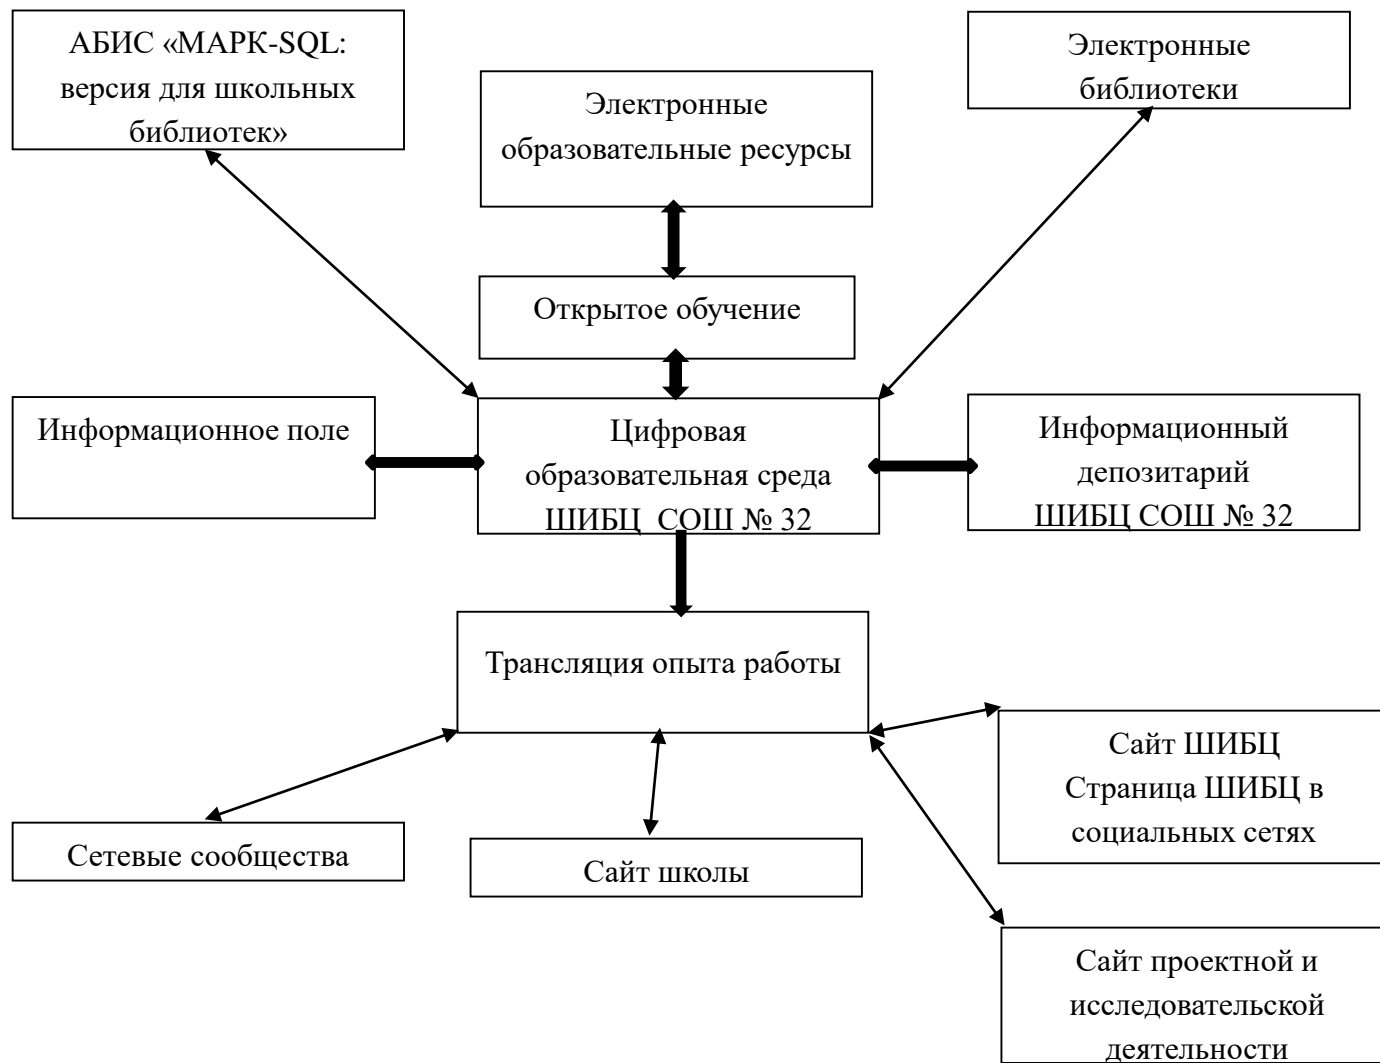 АБИС «МАРК-SQL:
версия для школьных
библиотек»
Электронные
образовательные ресурсы
Электронные
библиотеки
Открытое обучение
Информационное поле
Цифровая
образовательная среда
ШИБЦ СОШ № 32
Информационный
депозитарий
ШИБЦ СОШ № 32
Трансляция опыта работы
Сетевые сообщества
Сайт школы
Сайт ШИБЦ
Страница ШИБЦ в
социальных сетях
Сайт проектной и
исследовательской
деятельности